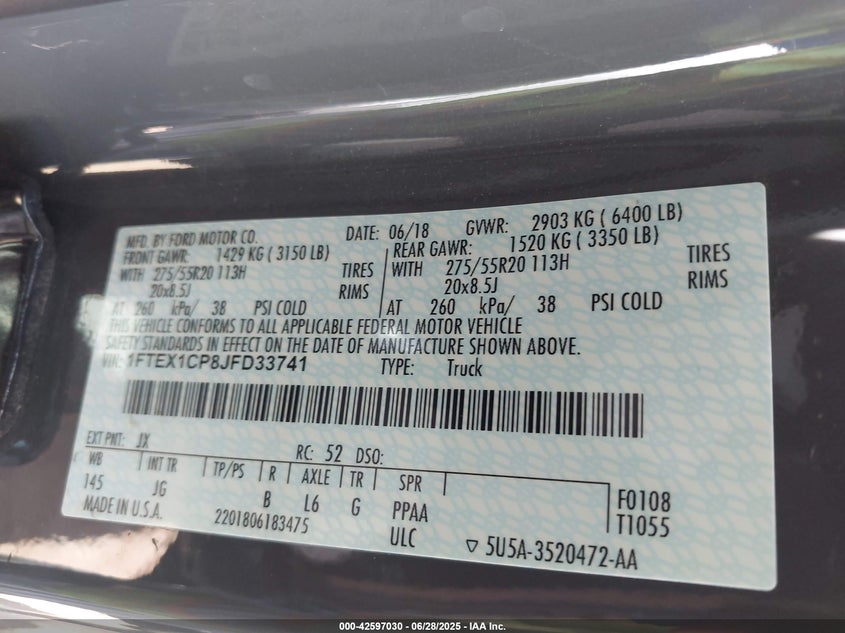 MFD. BY FORD MOTOR CO. DATE: 06/18 GVWR: 2903 KG ( 6400 LB)
FRONT GAWR: 1429 KG ( 3150 LB) REAR GAWR: 1520 KG ( 3350 LB)
WITH 275/55R20 113H TIRES WITH 275/55R20 113H TIRES
20x8.5J RIMS 20x8.5J RIMS
AT 260 kPa/ 38 PSI COLD AT 260 kPa/ 38 PSI COLD
THIS VEHICLE CONFORMS TO ALL APPLICABLE FEDERAL MOTOR VEHICLE
SAFETY STANDARDS IN EFFECT ON THE DATE OF MANUFACTURE SHOWN ABOVE.
VIN: 1FTEX1CP8JFD33741 TYPE: Truck
EXT PNT: JX RC: 52 DSO:
WB INT TR TP/PS R AXLE TR SPR
145 JG B L6 G PPAA F0108
MADE IN U.S.A. 2201806183475 ULC T1055
▽ 5U5A-3520472-AA
000-42597030 - 06/28/2025 - IAA Inc.